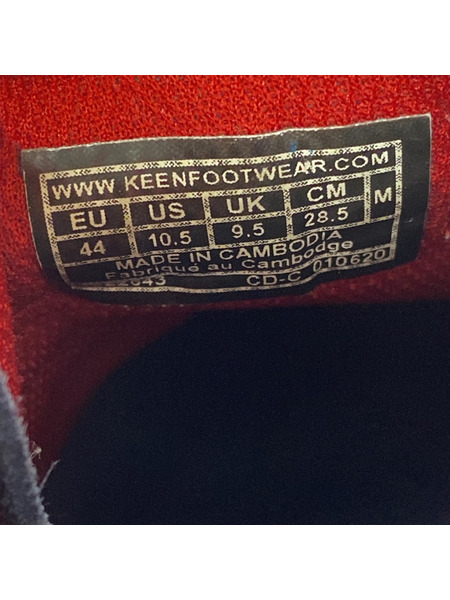 WWW.KEENFOOTWEAR.COM
EU US UK CM M
44 10.5 9.5 28.5
MADE IN CAMBODIA
Fabriqué au Cambodge
CD-C 010620